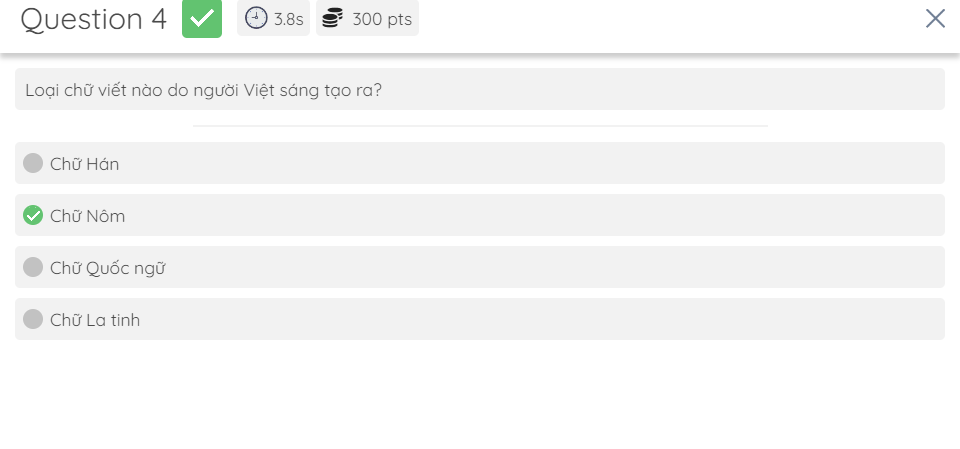 Question 4 3.8s 300 pts
Loại chữ viết nào do người Việt sáng tạo ra?
Chữ Hán
Chữ Nôm
Chữ Quốc ngữ
Chữ La tinh